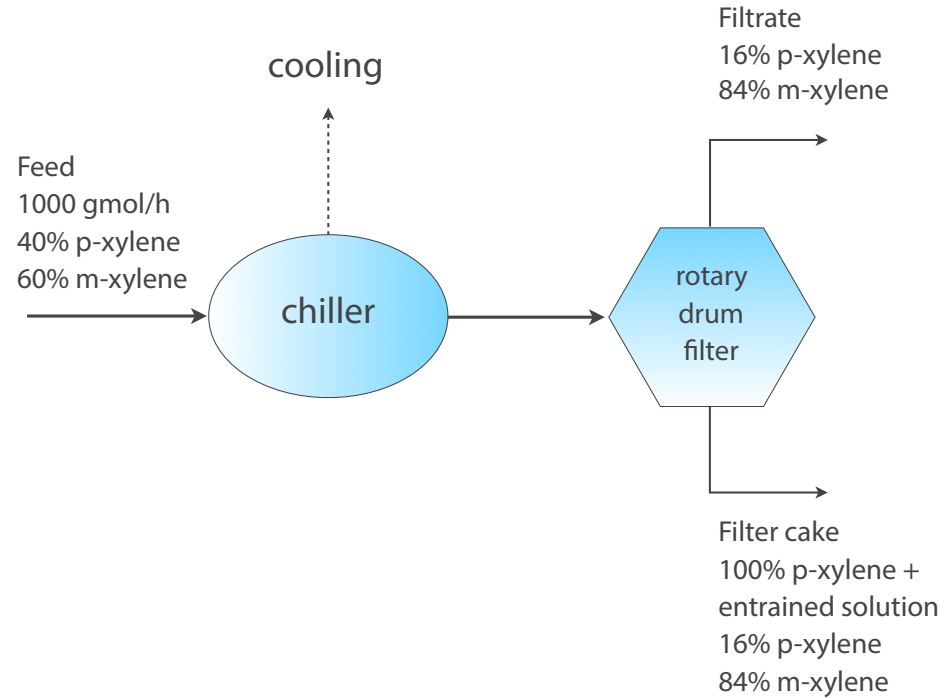 Filtrate
16% p-xylene
84% m-xylene
cooling
Feed
1000 gmol/h
40% p-xylene
60% m-xylene
chiller
rotary
drum
filter
Filter cake
100% p-xylene +
entrained solution
16% p-xylene
84% m-xylene